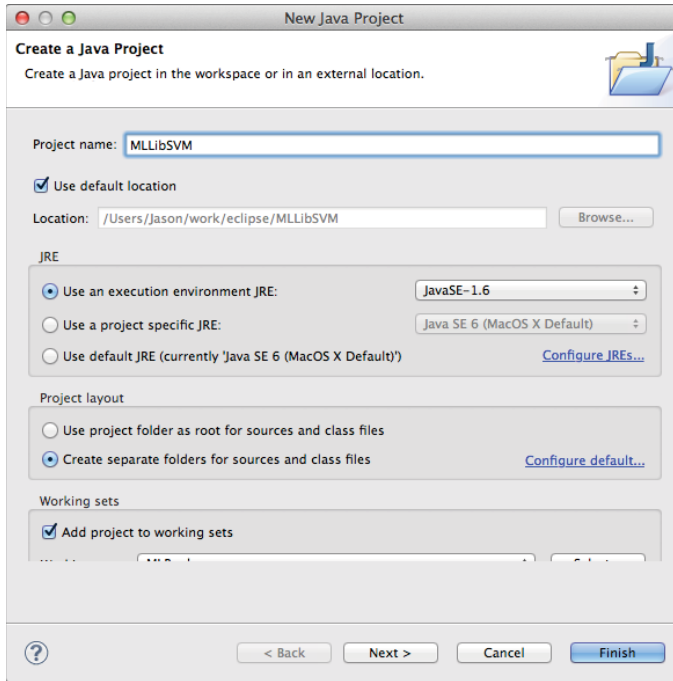 New Java Project
Create a Java Project
Create a Java project in the workspace or in an external location.
Project name: MLLibSVM
Use default location
Location: /Users/Jason/work/eclipse/MLLibSVM Browse...
JRE
Use an execution environment JRE: JavaSE-1.6
Use a project specific JRE: Java SE 6 (MacOS X Default)
Use default JRE (currently 'Java SE 6 (MacOS X Default)') Configure JREs...
Project layout
Use project folder as root for sources and class files
Create separate folders for sources and class files Configure default...
Working sets
Add project to working sets
? < Back Next > Cancel Finish